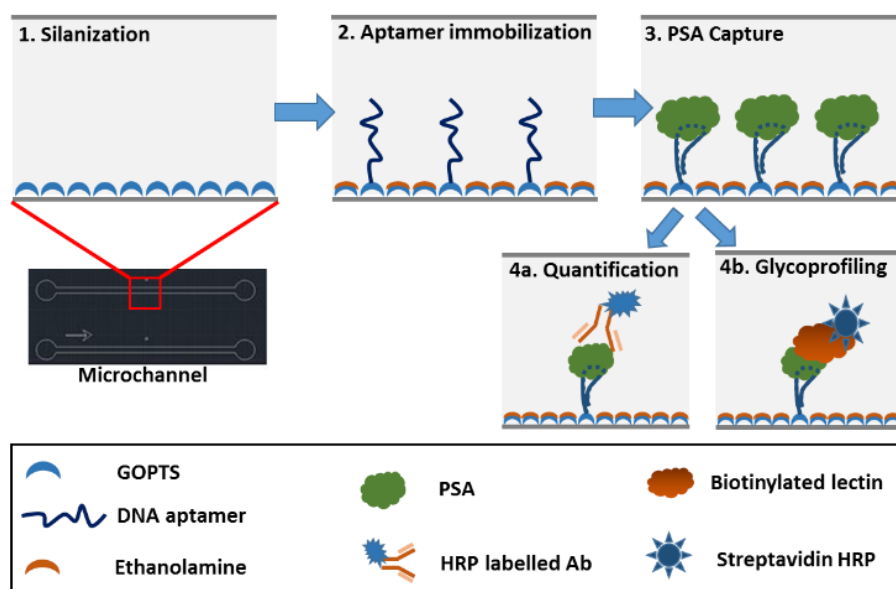 1. Silanization
2. Aptamer immobilization
3. PSA Capture
4a. Quantification
4b. Glycoprofiling
Microchannel
GOPTS
DNA aptamer
Ethanolamine
PSA
HRP labelled Ab
Biotinylated lectin
Streptavidin HRP